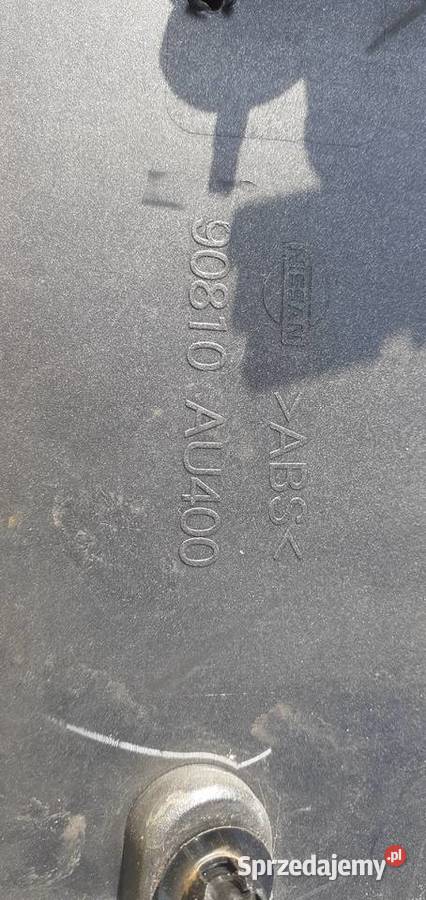 NISSAN
>ABS<
90810 AU400
Sprzedajemy.pl